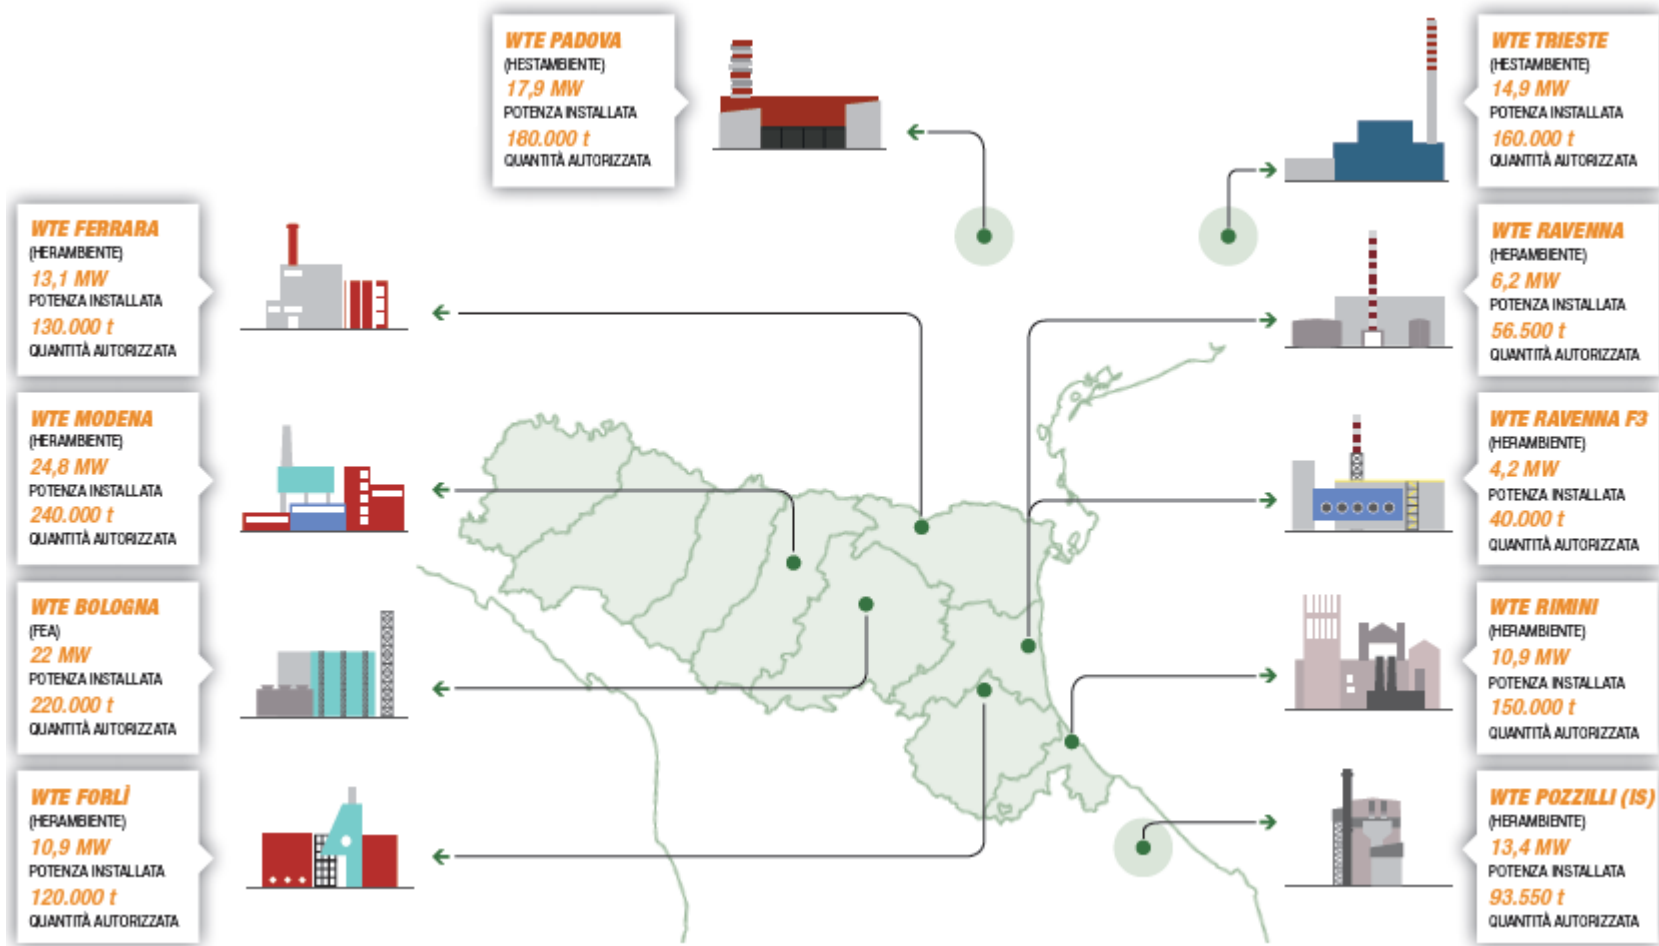 WTE PADOVA
(HESTAMBIENTE)
17,9 MW
POTENZA INSTALLATA
180.000 t
QUANTITÀ AUTORIZZATA
WTE TRIESTE
(HESTAMBIENTE)
14,9 MW
POTENZA INSTALLATA
160.000 t
QUANTITÀ AUTORIZZATA
WTE FERRARA
(HERAMBIENTE)
13,1 MW
POTENZA INSTALLATA
130.000 t
QUANTITÀ AUTORIZZATA
WTE RAVENNA
(HERAMBIENTE)
6,2 MW
POTENZA INSTALLATA
56.500 t
QUANTITÀ AUTORIZZATA
WTE MODENA
(HERAMBIENTE)
24,8 MW
POTENZA INSTALLATA
240.000 t
QUANTITÀ AUTORIZZATA
WTE RAVENNA F3
(HERAMBIENTE)
4,2 MW
POTENZA INSTALLATA
40.000 t
QUANTITÀ AUTORIZZATA
WTE BOLOGNA
(FEA)
22 MW
POTENZA INSTALLATA
220.000 t
QUANTITÀ AUTORIZZATA
WTE RIMINI
(HERAMBIENTE)
10,9 MW
POTENZA INSTALLATA
150.000 t
QUANTITÀ AUTORIZZATA
WTE FORLÌ
(HERAMBIENTE)
10,9 MW
POTENZA INSTALLATA
120.000 t
QUANTITÀ AUTORIZZATA
WTE POZZILLI (IS)
(HERAMBIENTE)
13,4 MW
POTENZA INSTALLATA
93.550 t
QUANTITÀ AUTORIZZATA